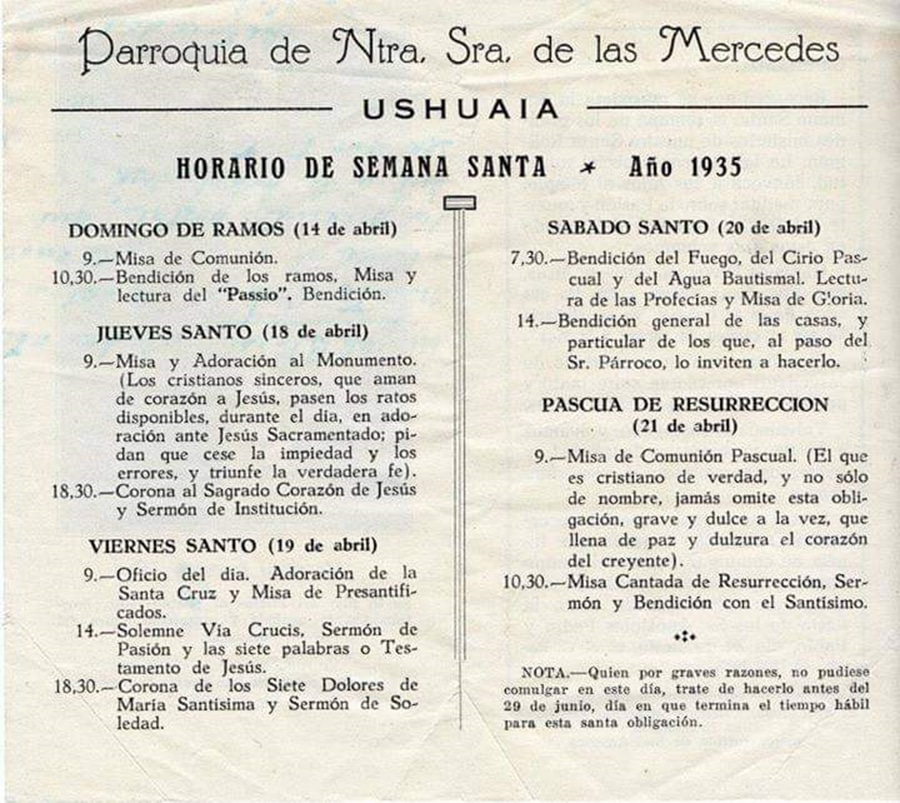 Parroquia de Ntra. Sra. de las Mercedes
USHUAIA
HORARIO DE SEMANA SANTA * Año 1935
DOMINGO DE RAMOS (14 de abril)
9.—Misa de Comunión.
10,30.—Bendición de los ramos, Misa y
lectura del "Passio". Bendición.
JUEVES SANTO (18 de abril)
9.—Misa y Adoración al Monumento.
(Los cristianos sinceros, que aman
de corazón a Jesús, pasen los ratos
disponibles, durante el día, en ado-
ración ante Jesús Sacramentado; pi-
dan que cese la impiedad y los
errores, y triunfe la verdadera fe).
18,30.—Corona al Sagrado Corazón de Jesús
y Sermón de Institución.
VIERNES SANTO (19 de abril)
9.—Oficio del día. Adoración de la
Santa Cruz y Misa de Presantifi-
cados.
14.—Solemne Vía Crucis, Sermón de
Pasión y las siete palabras o Tes-
tamento de Jesús.
18,30.—Corona de los Siete Dolores de
María Santísima y Sermón de So-
ledad.
SABADO SANTO (20 de abril)
7,30.—Bendición del Fuego, del Cirio Pas-
cual y del Agua Bautismal. Lectu-
ra de las Profecías y Misa de G!oria.
14.—Bendición general de las casas, y
particular de los que, al paso del
Sr. Párroco, lo inviten a hacerlo.
PASCUA DE RESURRECCION
(21 de abril)
9.—Misa de Comunión Pascual. (El que
es cristiano de verdad, y no sólo
de nombre, jamás omite esta obli-
gación, grave y dulce a la vez, que
llena de paz y dulzura el corazón
del creyente).
10,30.—Misa Cantada de Resurrección, Ser-
món y Bendición con el Santísimo.
NOTA.—Quien por graves razones, no pudiese
comulgar en este día, trate de hacerlo antes del
29 de junio, día en que termina el tiempo hábil
para esta santa obligación.